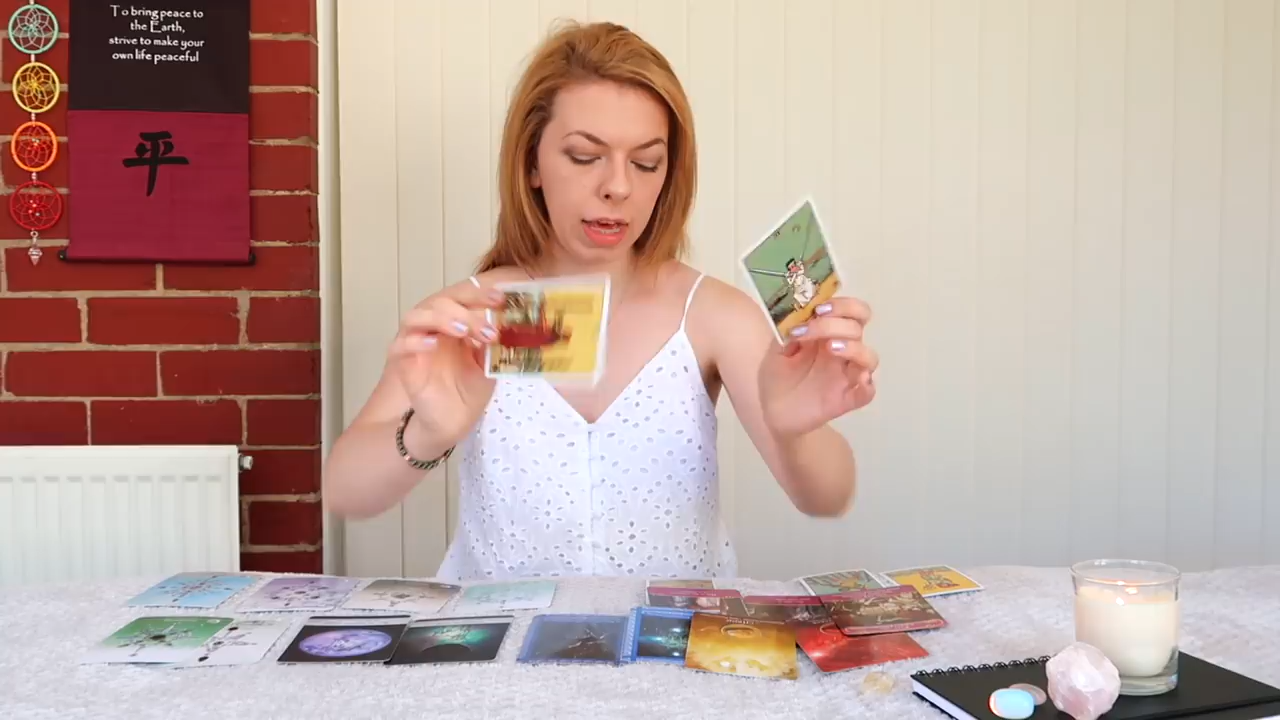 To bring peace to
the Earth,
strive to make your
own life peaceful
平